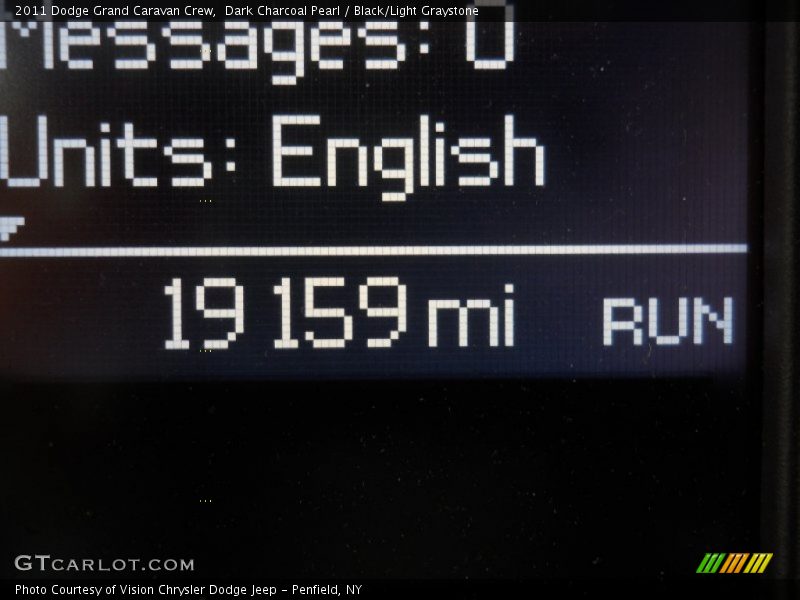 2011 Dodge Grand Caravan Crew,  Dark Charcoal Pearl / Black/Light Graystone
Messages: 0
Units: English
19159 mi RUN
GTCARLOT.COM
Photo Courtesy of Vision Chrysler Dodge Jeep - Penfield, NY